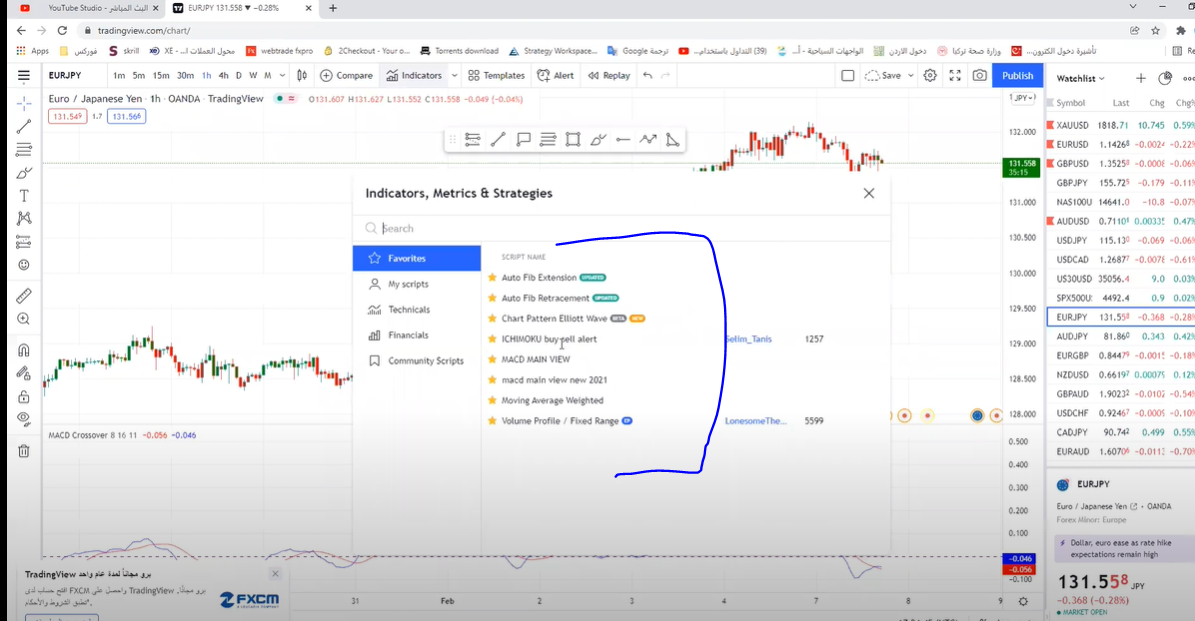 YouTube Studio - البث المباشر
EURJPY 131.558 ▼ −0.28%
tradingview.com/chart/
Apps
فوركس
skrill
XE - محول العملات ا...
webtrade fxpro
2Checkout - Your o...
Torrents download
Strategy Workspace...
ترجمة Google
(39) التداول باستخدام...
الواجهات السياحية - أ...
دخول الاردن
وزارة صحة تركيا
تأشيرة دخول الكترون...
EURJPY
1m 5m 15m 30m 1h 4h D W M
Compare
Indicators
Templates
Alert
Replay
Save
Publish
Watchlist
Euro / Japanese Yen · 1h · OANDA · TradingView
O131.607 H131.627 L131.552 C131.558 −0.049 (−0.04%)
131.549 1.7 131.566
JPY
Symbol Last Chg Chg%
XAUUSD 1818.71 10.745 0.59%
EURUSD 1.14268 -0.0024 -0.22%
GBPUSD 1.35258 -0.0008 -0.06%
GBPJPY 155.725 -0.179 -0.11%
NAS100U 14641.0 -10.8 -0.07%
AUDUSD 0.71101 0.00335 0.47%
USDJPY 115.130 -0.069 -0.06%
USDCAD 1.26877 -0.0078 -0.61%
US30USD 35056.4 9.0 0.03%
SPX500U 4492.4 0.9 0.02%
EURJPY 131.558 -0.368 -0.28%
AUDJPY 81.860 0.343 0.42%
EURGBP 0.84479 -0.0015 -0.18%
NZDUSD 0.66197 0.00079 0.12%
GBPAUD 1.90232 -0.0102 -0.54%
USDCHF 0.92467 -0.0009 -0.10%
CADJPY 90.742 0.499 0.55%
EURAUD 1.60706 -0.0113 -0.70%
132.000
131.558
35:15
131.000
130.500
130.000
129.500
129.000
128.500
128.000
0.500
0.400
0.300
0.200
0.100
-0.046
-0.056
-0.100
Indicators, Metrics & Strategies
Search
Favorites
My scripts
Technicals
Financials
Community Scripts
SCRIPT NAME
Auto Fib Extension UPDATED
Auto Fib Retracement UPDATED
Chart Pattern Elliott Wave BETA NEW
ICHIMOKU buy-sell alert Selim_Tanis 1257
MACD MAIN VIEW
macd main view new 2021
Moving Average Weighted
Volume Profile / Fixed Range LonesomeThe... 5599
MACD Crossover 8 16 11 −0.056 −0.046
TradingView برو مجاناً لمدة عام واحد
افتح حساب لدى FXCM واحصل على TradingView برو مجاناً.
*تطبق الشروط والأحكام.
FXCM
31 Feb 2 3 4 7 8 9
EURJPY
Euro / Japanese Yen · OANDA
Forex Minor: Europe
Dollar, euro ease as rate hike
expectations remain high
131.558 JPY
−0.368 (−0.28%)
MARKET OPEN